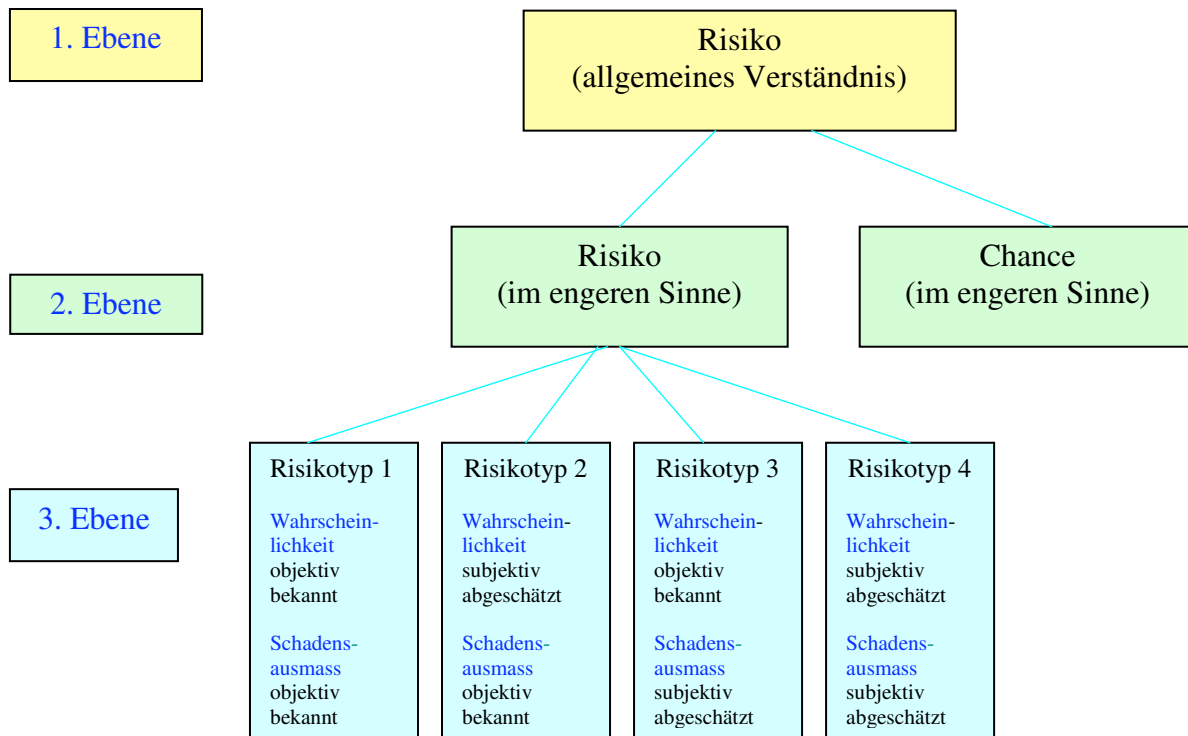 1. Ebene
Risiko
(allgemeines Verständnis)
2. Ebene
Risiko
(im engeren Sinne)
Chance
(im engeren Sinne)
3. Ebene
Risikotyp 1
Wahrschein-
lichkeit
objektiv
bekannt
Schadens-
ausmass
objektiv
bekannt
Risikotyp 2
Wahrschein-
lichkeit
subjektiv
abgeschätzt
Schadens-
ausmass
objektiv
bekannt
Risikotyp 3
Wahrschein-
lichkeit
objektiv
bekannt
Schadens-
ausmass
subjektiv
abgeschätzt
Risikotyp 4
Wahrschein-
lichkeit
subjektiv
abgeschätzt
Schadens-
ausmass
subjektiv
abgeschätzt